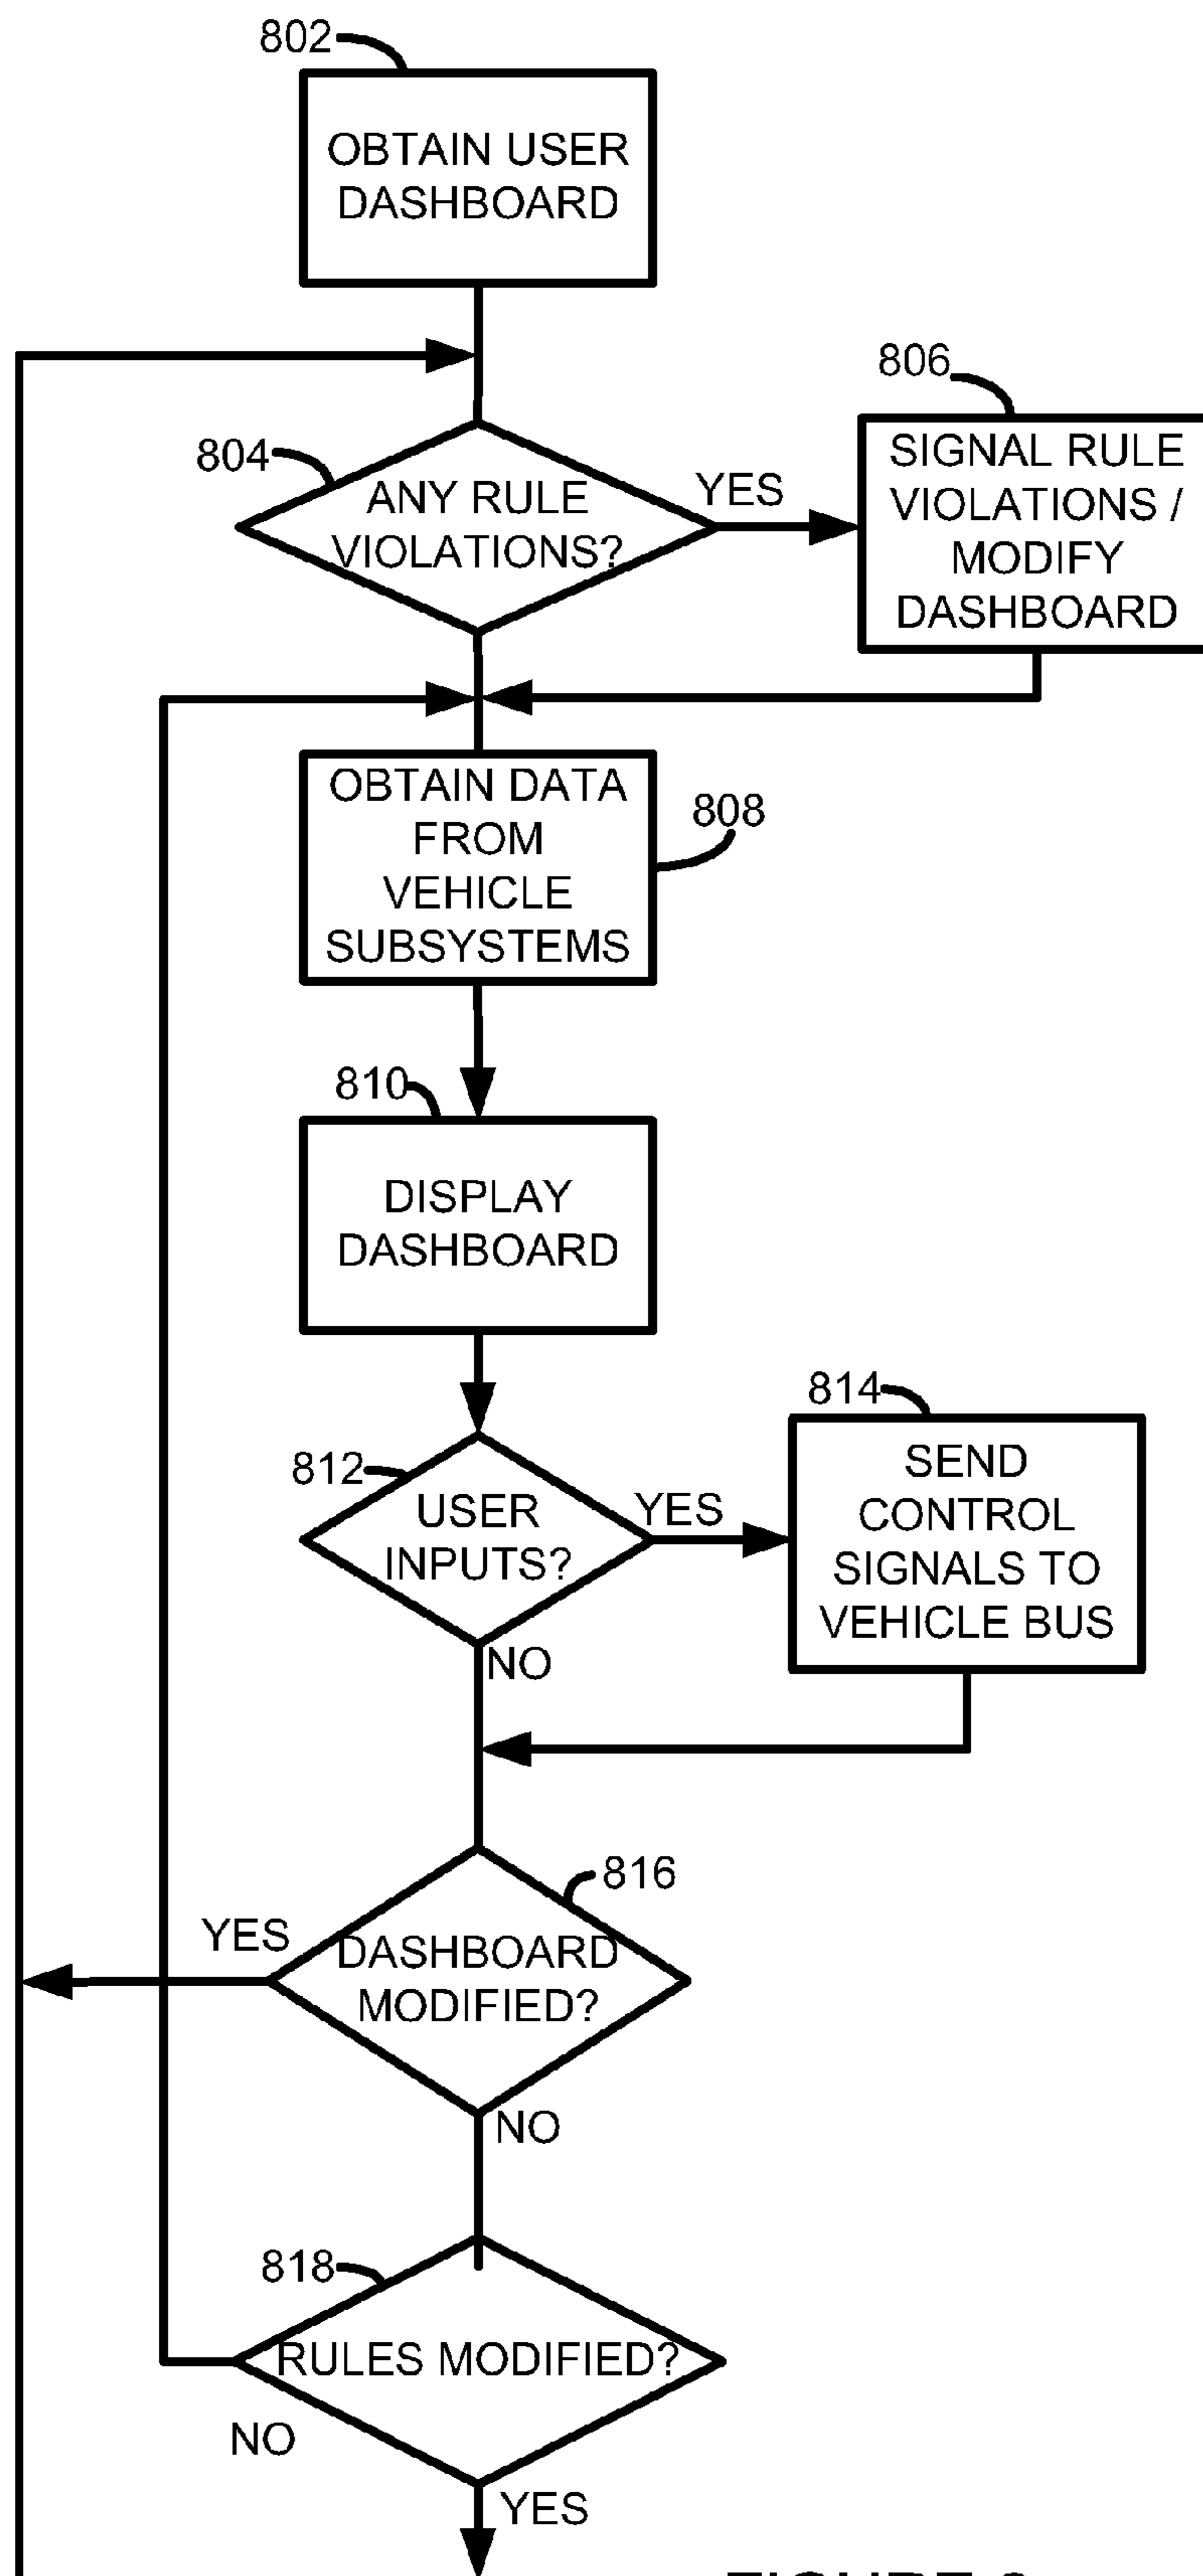 802
OBTAIN USER
DASHBOARD
806
804
ANY RULE
VIOLATIONS?
YES
SIGNAL RULE
VIOLATIONS /
MODIFY
DASHBOARD
OBTAIN DATA
FROM
VEHICLE
SUBSYSTEMS
808
810
DISPLAY
DASHBOARD
814
812
USER
INPUTS?
YES
SEND
CONTROL
SIGNALS TO
VEHICLE BUS
NO
816
YES
DASHBOARD
MODIFIED?
NO
818
RULES MODIFIED?
NO
YES